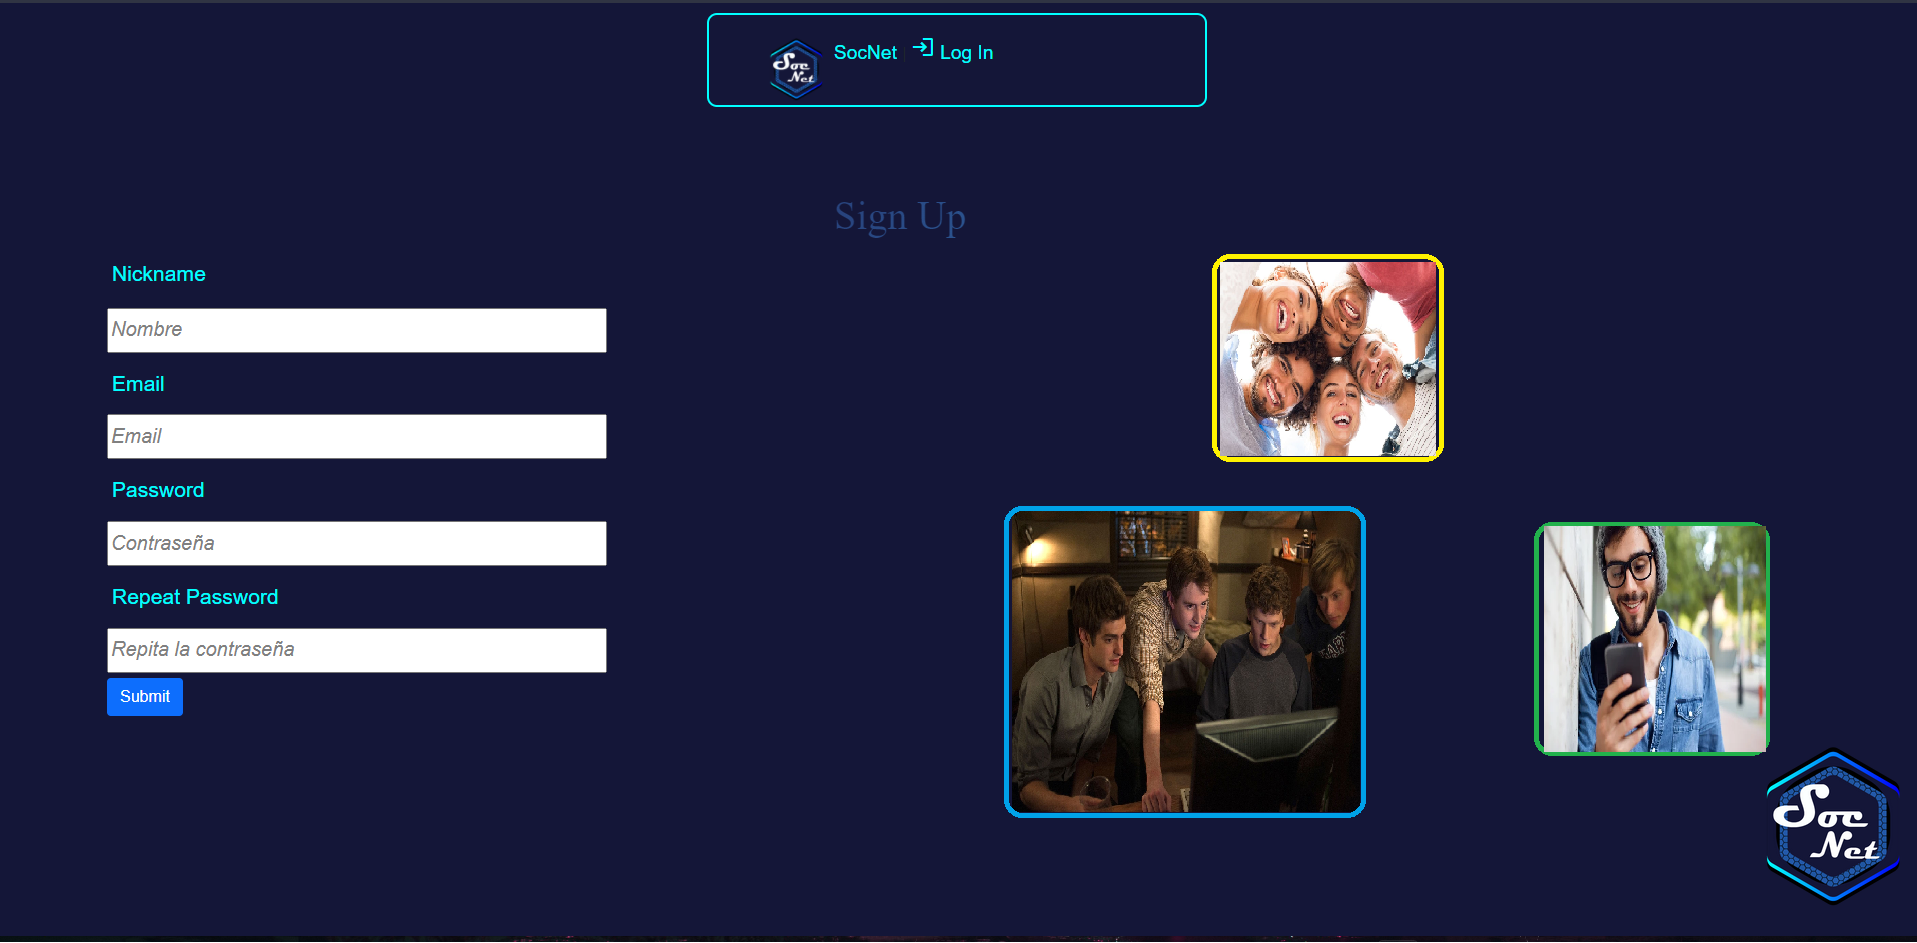 Soc
Net
SocNet | Log In
Sign Up
Nickname
Nombre
Email
Email
Password
Contraseña
Repeat Password
Repita la contraseña
Submit
Soc
Net